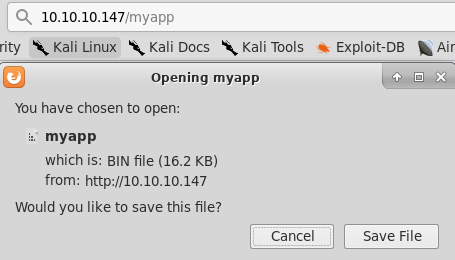 10.10.10.147/myapp
rity Kali Linux Kali Docs Kali Tools Exploit-DB Air
Opening myapp
You have chosen to open:
myapp
which is: BIN file (16.2 KB)
from: http://10.10.10.147
Would you like to save this file?
Cancel Save File